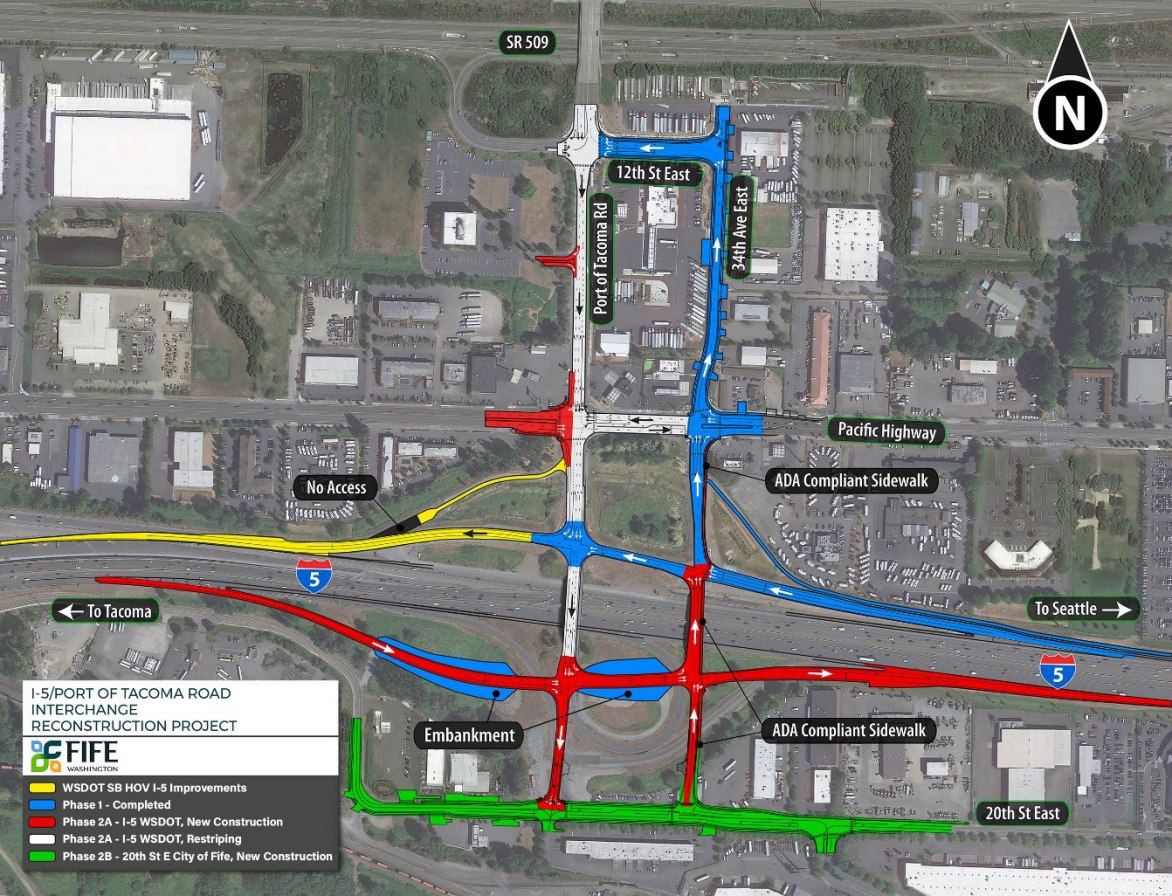 SR 509
N
12th St East
Port of Tacoma Rd
34th Ave East
Pacific Highway
No Access
ADA Compliant Sidewalk
5
← To Tacoma
To Seattle →
5
Embankment
ADA Compliant Sidewalk
20th St East
I-5/PORT OF TACOMA ROAD
INTERCHANGE
RECONSTRUCTION PROJECT
FIFE
WASHINGTON
WSDOT SB HOV I-5 Improvements
Phase 1 - Completed
Phase 2A - I-5 WSDOT, New Construction
Phase 2A - I-5 WSDOT, Restriping
Phase 2B - 20th St E City of Fife, New Construction